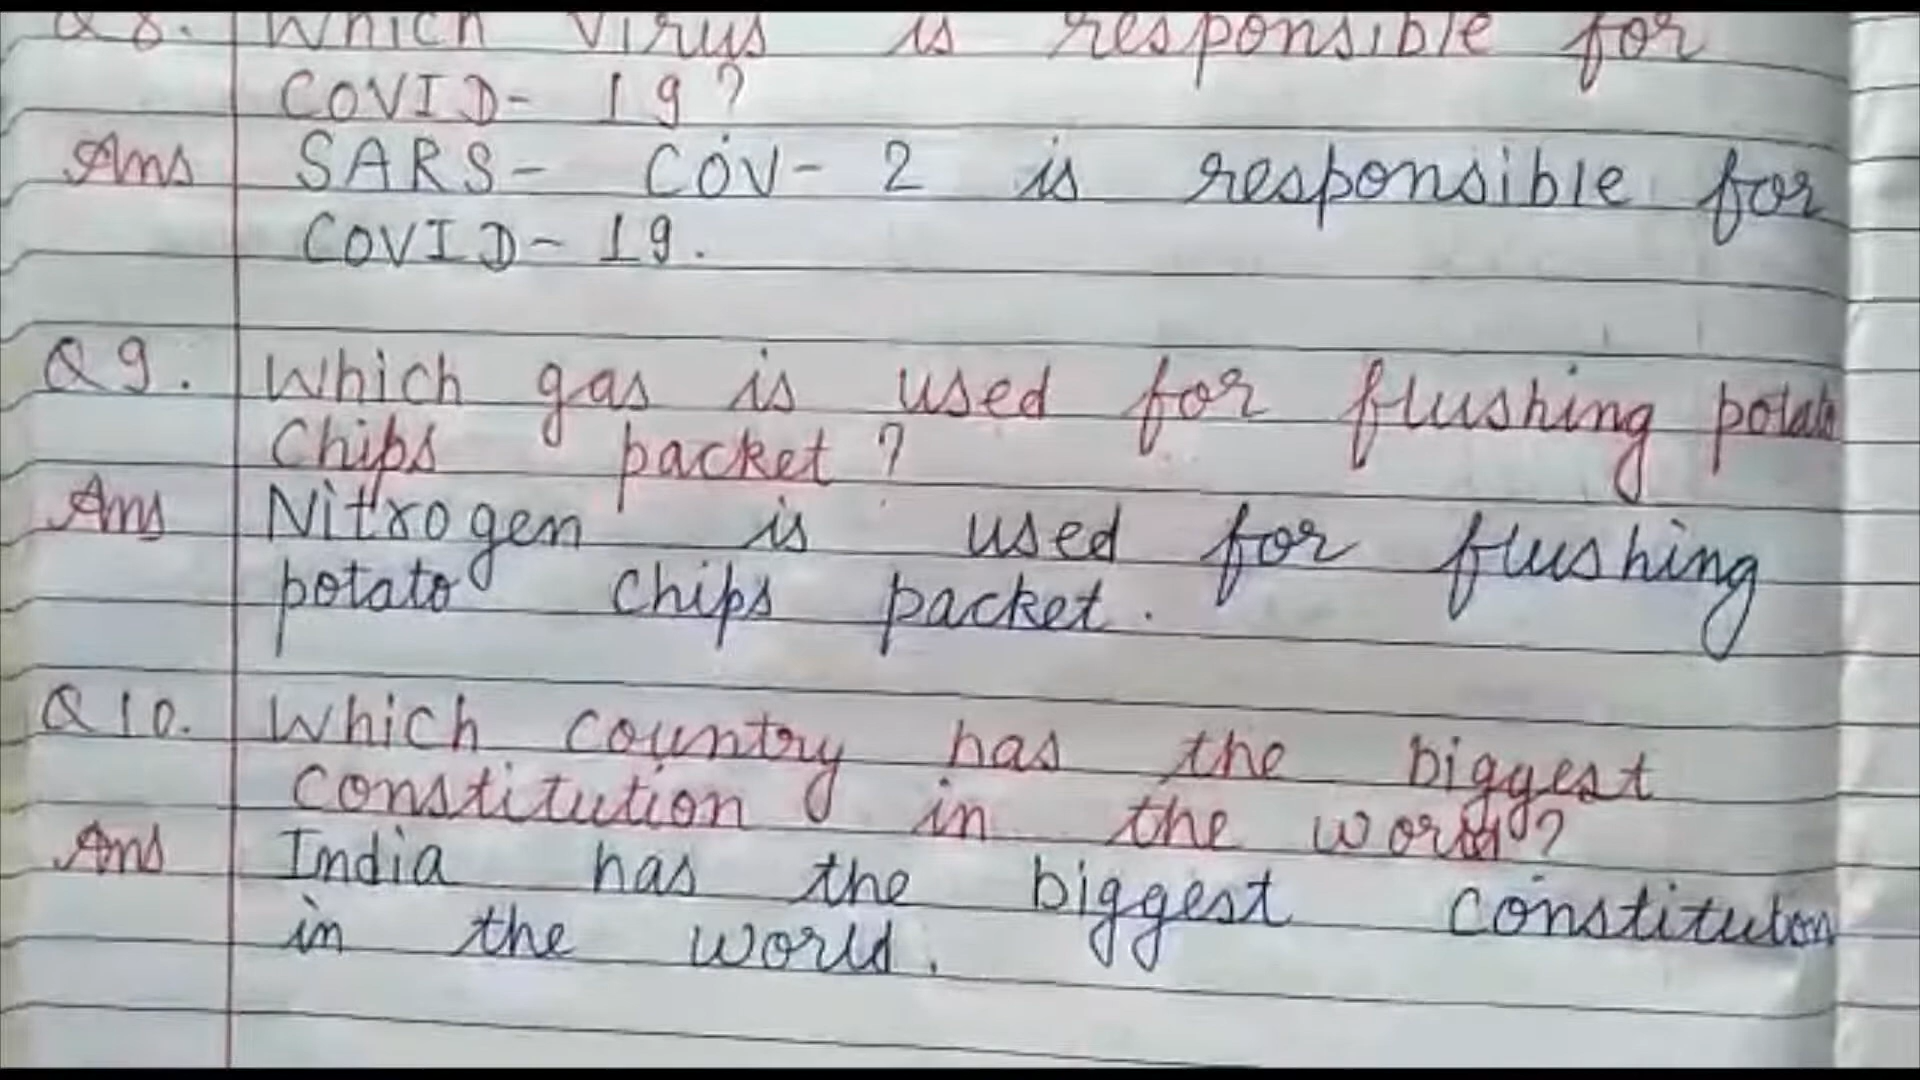 Q8. Which virus is responsible for
COVID- 19?
Ans SARS- COV- 2 is responsible for
COVID- 19.
Q9. Which gas is used for flushing potato
Chips packet?
Ans Nitrogen is used for flushing
potato chips packet.
Q10. Which country has the biggest
Constitution in the world?
Ans India has the biggest Constitution
in the world.